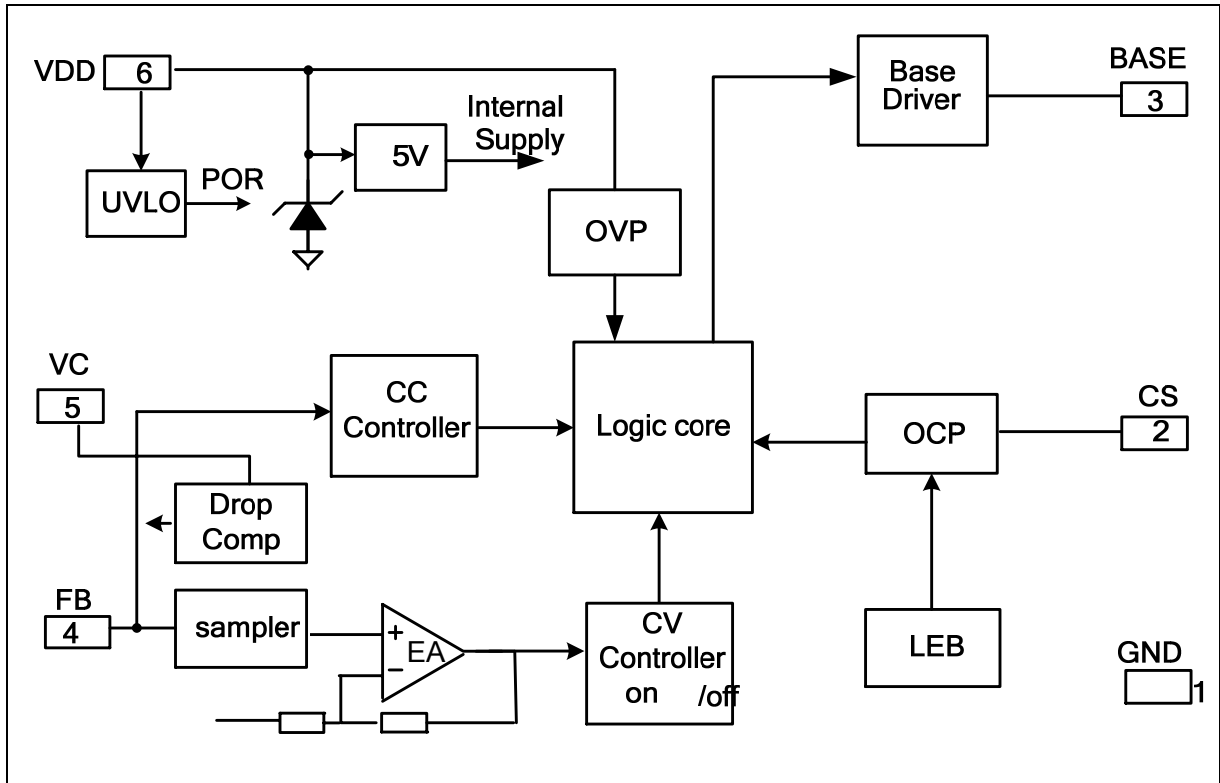 VDD
6
UVLO
POR
5V
Internal
Supply
OVP
Base
Driver
BASE
3
VC
5
CC
Controller
Logic core
OCP
CS
2
Drop
Comp
FB
4
sampler
+
EA
−
CV
Controller
on /off
LEB
GND
1